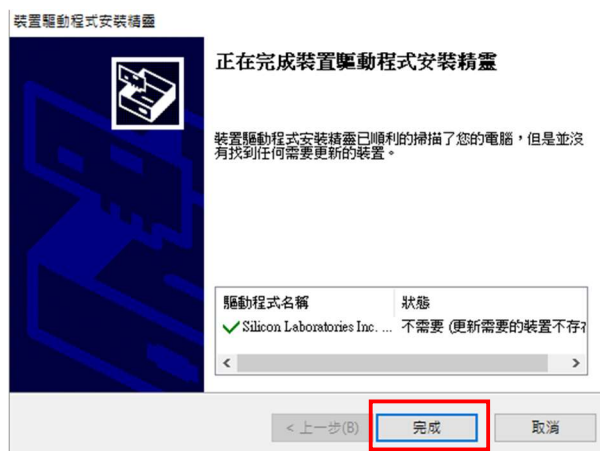 裝置驅動程式安裝精靈
正在完成裝置驅動程式安裝精靈
裝置驅動程式安裝精靈已順利的掃描了您的電腦，但是並沒
有找到任何需要更新的裝置。
驅動程式名稱 狀態
Silicon Laboratories Inc. ... 不需要 (更新需要的裝置不存
< 上一步(B) 完成 取消